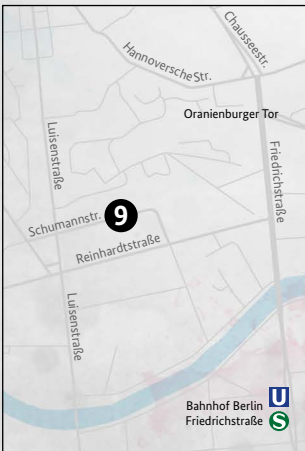 Chausseestr.
Hannoversche Str.
Oranienburger Tor
Luisenstraße
Friedrichstraße
Schumannstr.
9
Reinhardtstraße
Luisenstraße
Bahnhof Berlin U
Friedrichstraße S